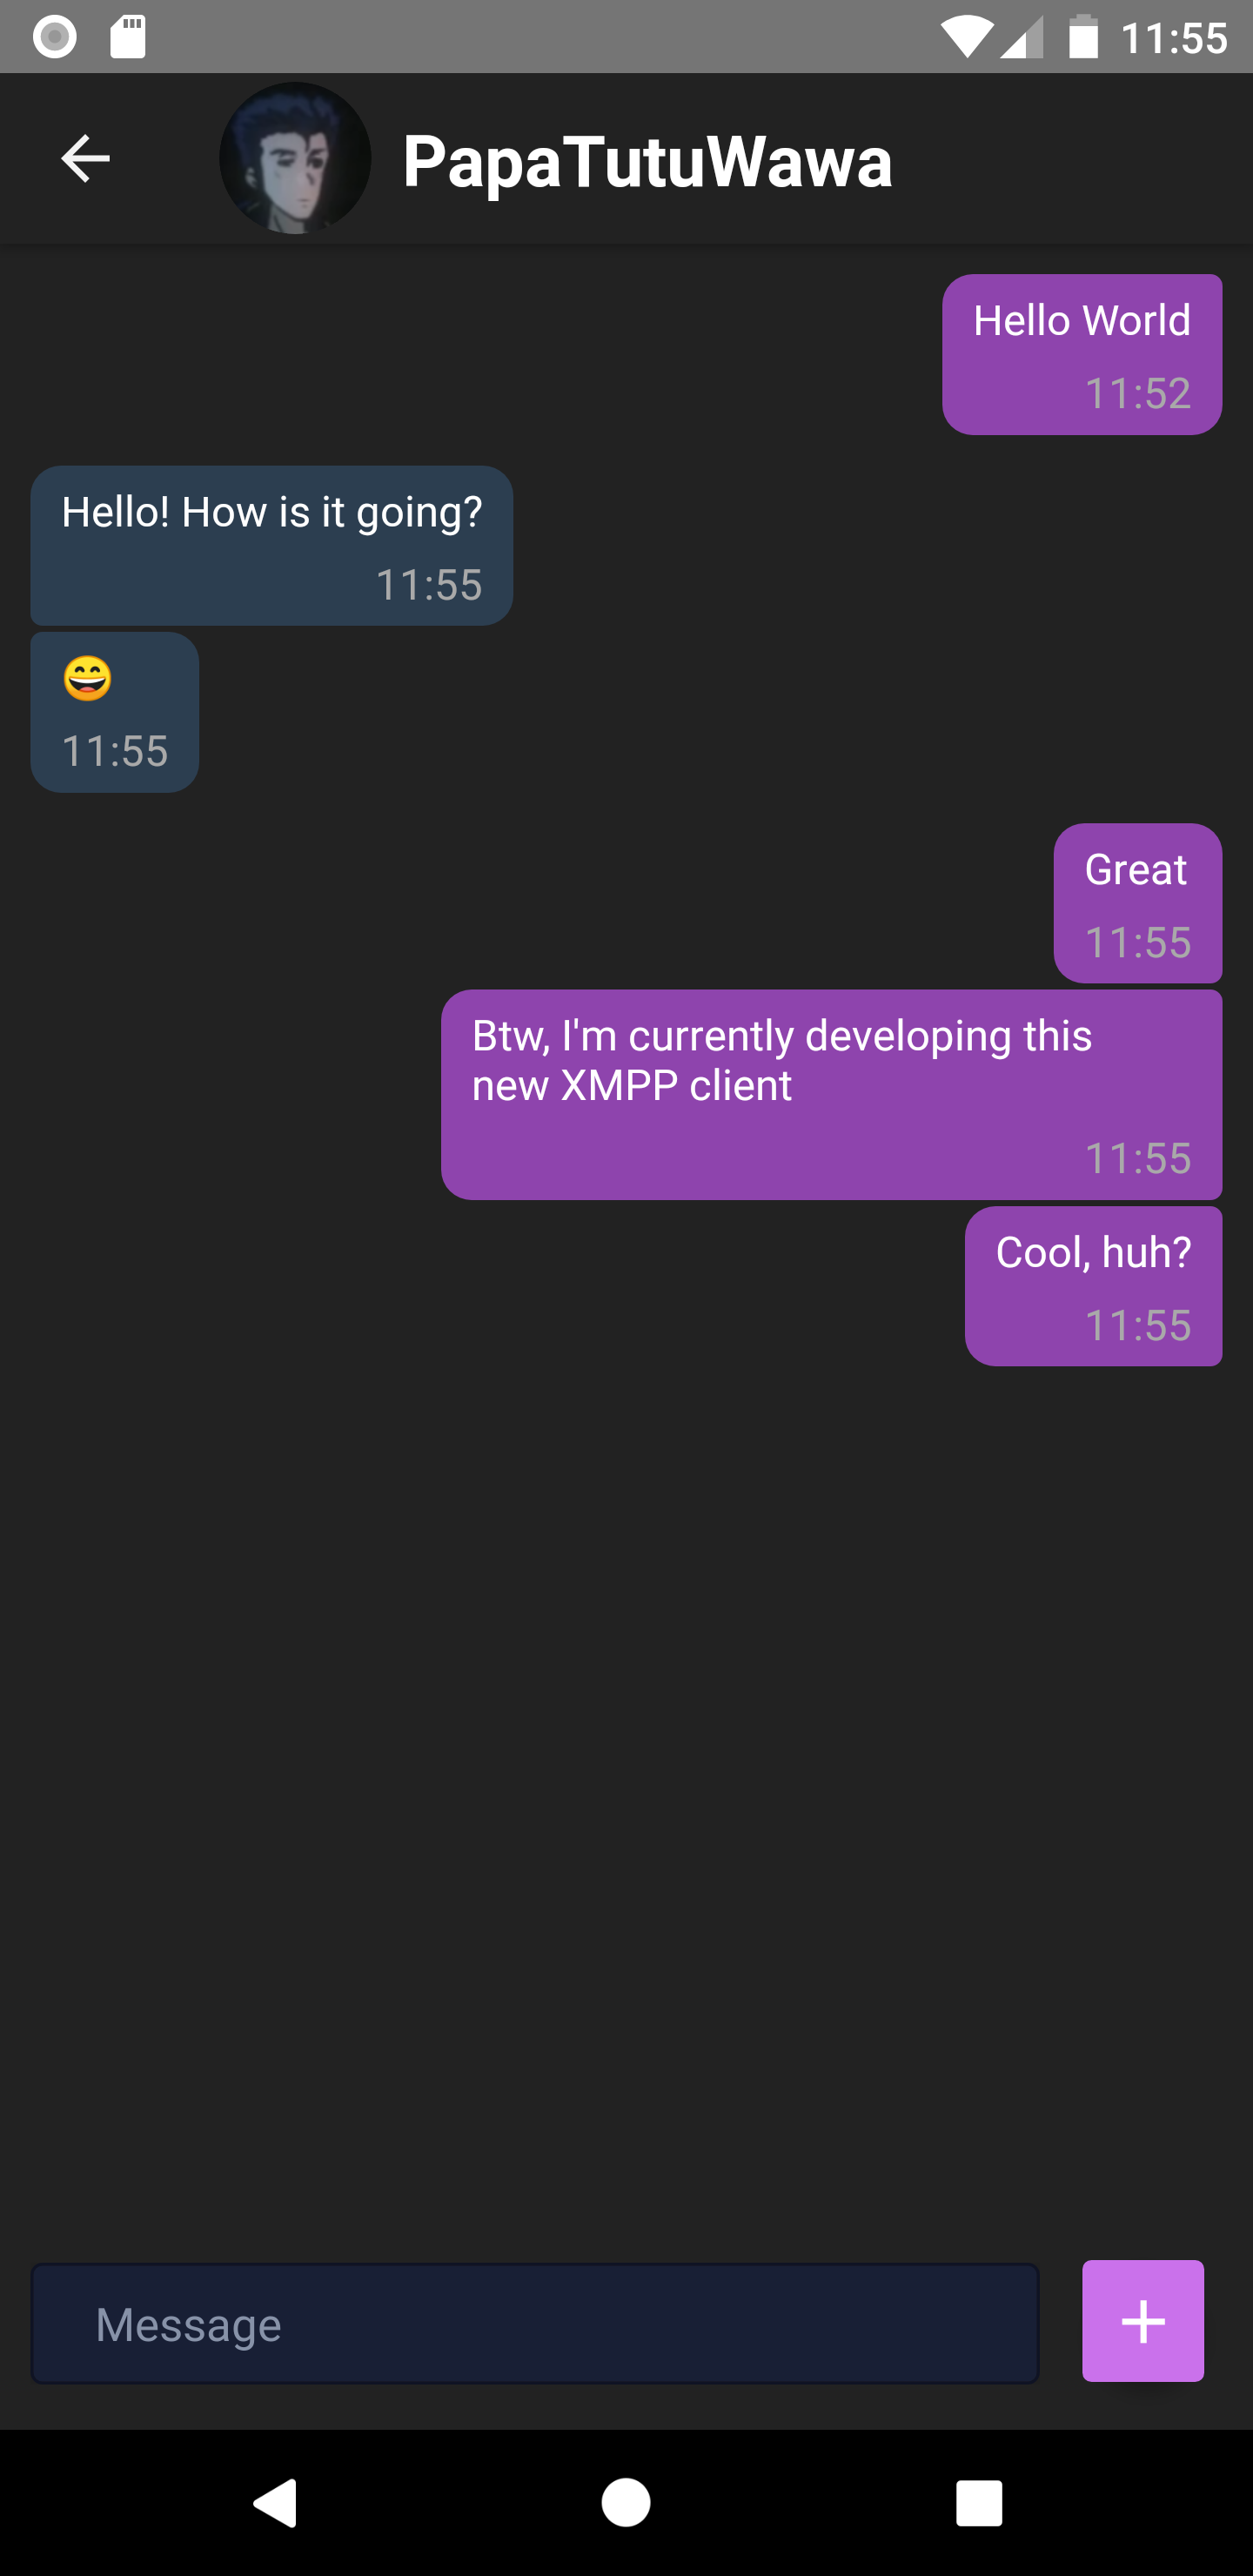 11:55
PapaTutuWawa
Hello World
11:52
Hello! How is it going?
11:55
😄
11:55
Great
11:55
Btw, I'm currently developing this
new XMPP client
11:55
Cool, huh?
11:55
Message